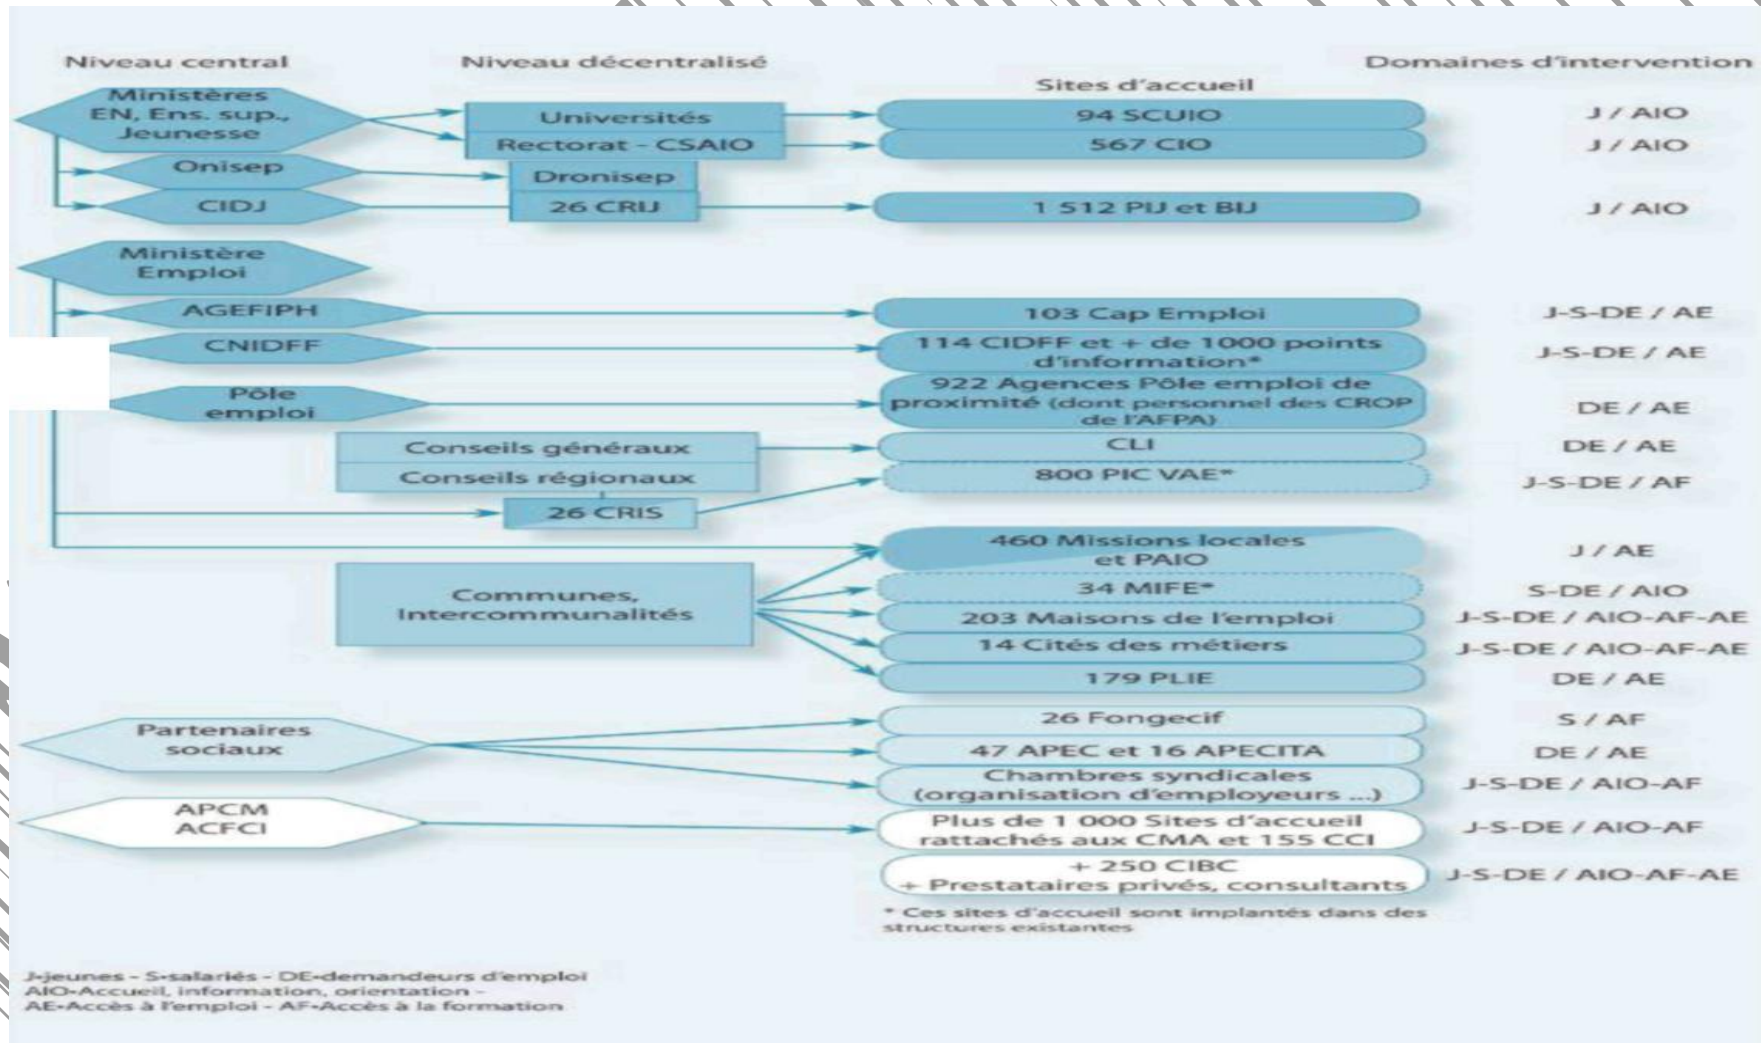 Niveau central
Niveau décentralisé
Sites d'accueil
Domaines d'intervention
Ministères
EN, Ens. sup.,
Jeunesse
Universités
94 SCUIO
J / AIO
Rectorat - CSAIO
567 CIO
J / AIO
Onisep
Dronisep
CIDJ
26 CRIJ
1 512 PIJ et BIJ
J / AIO
Ministère
Emploi
AGEFIPH
103 Cap Emploi
J-S-DE / AE
CNIDFF
114 CIDFF et + de 1000 points
d'information*
J-S-DE / AE
Pôle
emploi
922 Agences Pôle emploi de
proximité (dont personnel des CROP
de l'AFPA)
DE / AE
Conseils généraux
CLI
DE / AE
Conseils régionaux
800 PIC VAE*
J-S-DE / AF
26 CRIS
460 Missions locales
et PAIO
J / AE
Communes,
Intercommunalités
34 MIFE*
S-DE / AIO
203 Maisons de l'emploi
J-S-DE / AIO-AF-AE
14 Cités des métiers
J-S-DE / AIO-AF-AE
179 PLIE
DE / AE
Partenaires
sociaux
26 Fongecif
S / AF
47 APEC et 16 APECITA
DE / AE
Chambres syndicales
(organisation d'employeurs ...)
J-S-DE / AIO-AF
APCM
ACFCI
Plus de 1 000 Sites d'accueil
rattachés aux CMA et 155 CCI
J-S-DE / AIO-AF
+ 250 CIBC
+ Prestataires privés, consultants
J-S-DE / AIO-AF-AE
* Ces sites d'accueil sont implantés dans des
structures existantes
J=jeunes - S=salariés - DE=demandeurs d'emploi
AIO=Accueil, information, orientation -
AE=Accès à l'emploi - AF=Accès à la formation